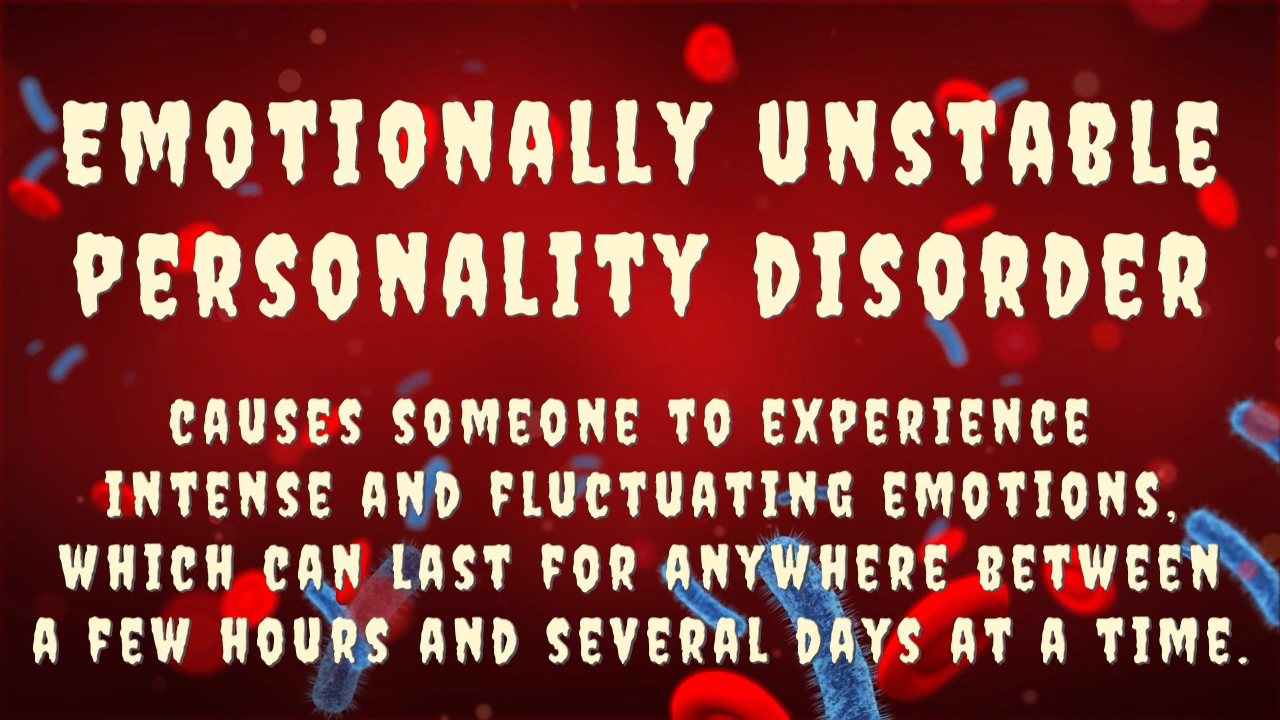 EMOTIONALLY UNSTABLE
PERSONALITY DISORDER
CAUSES SOMEONE TO EXPERIENCE
INTENSE AND FLUCTUATING EMOTIONS,
WHICH CAN LAST FOR ANYWHERE BETWEEN
A FEW HOURS AND SEVERAL DAYS AT A TIME.